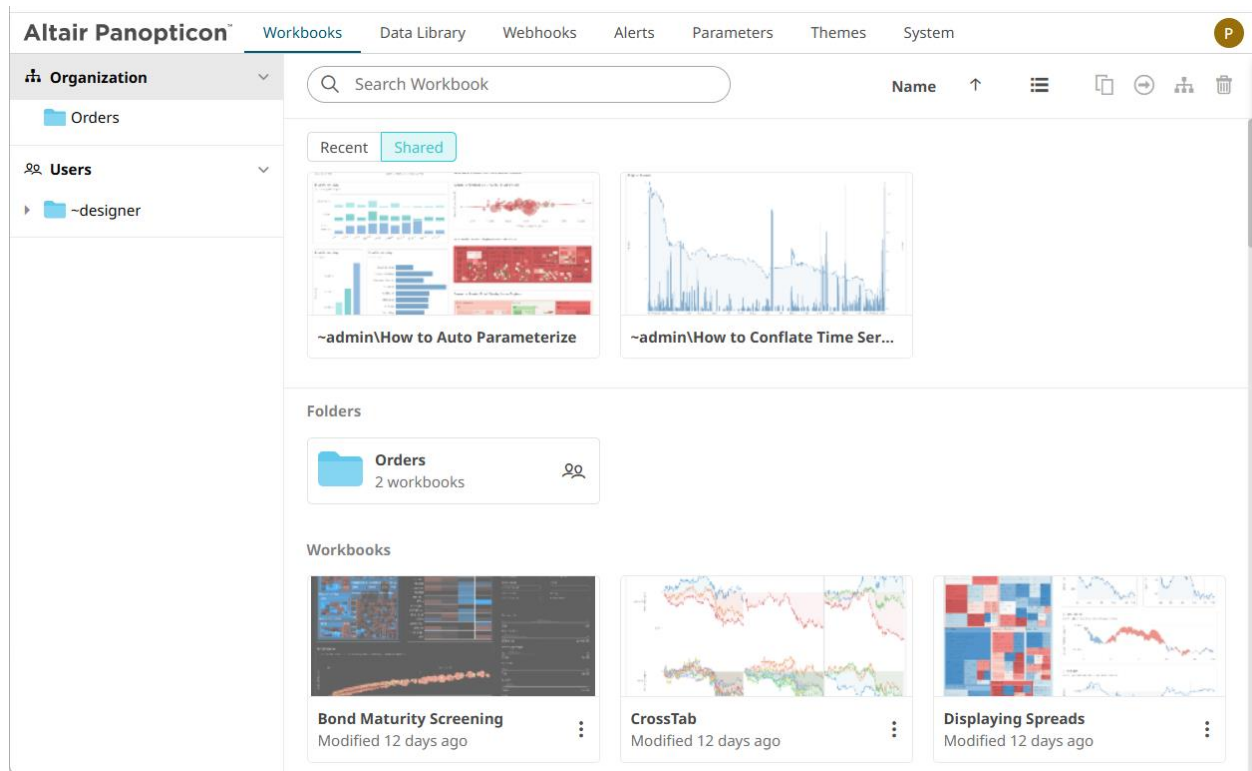 Altair Panopticon™ Workbooks Data Library Webhooks Alerts Parameters Themes System P
Organization
Orders
Users
~designer
Search Workbook
Name ↑
Recent Shared
~admin\How to Auto Parameterize
~admin\How to Conflate Time Ser...
Folders
Orders
2 workbooks
Workbooks
Bond Maturity Screening
Modified 12 days ago
CrossTab
Modified 12 days ago
Displaying Spreads
Modified 12 days ago